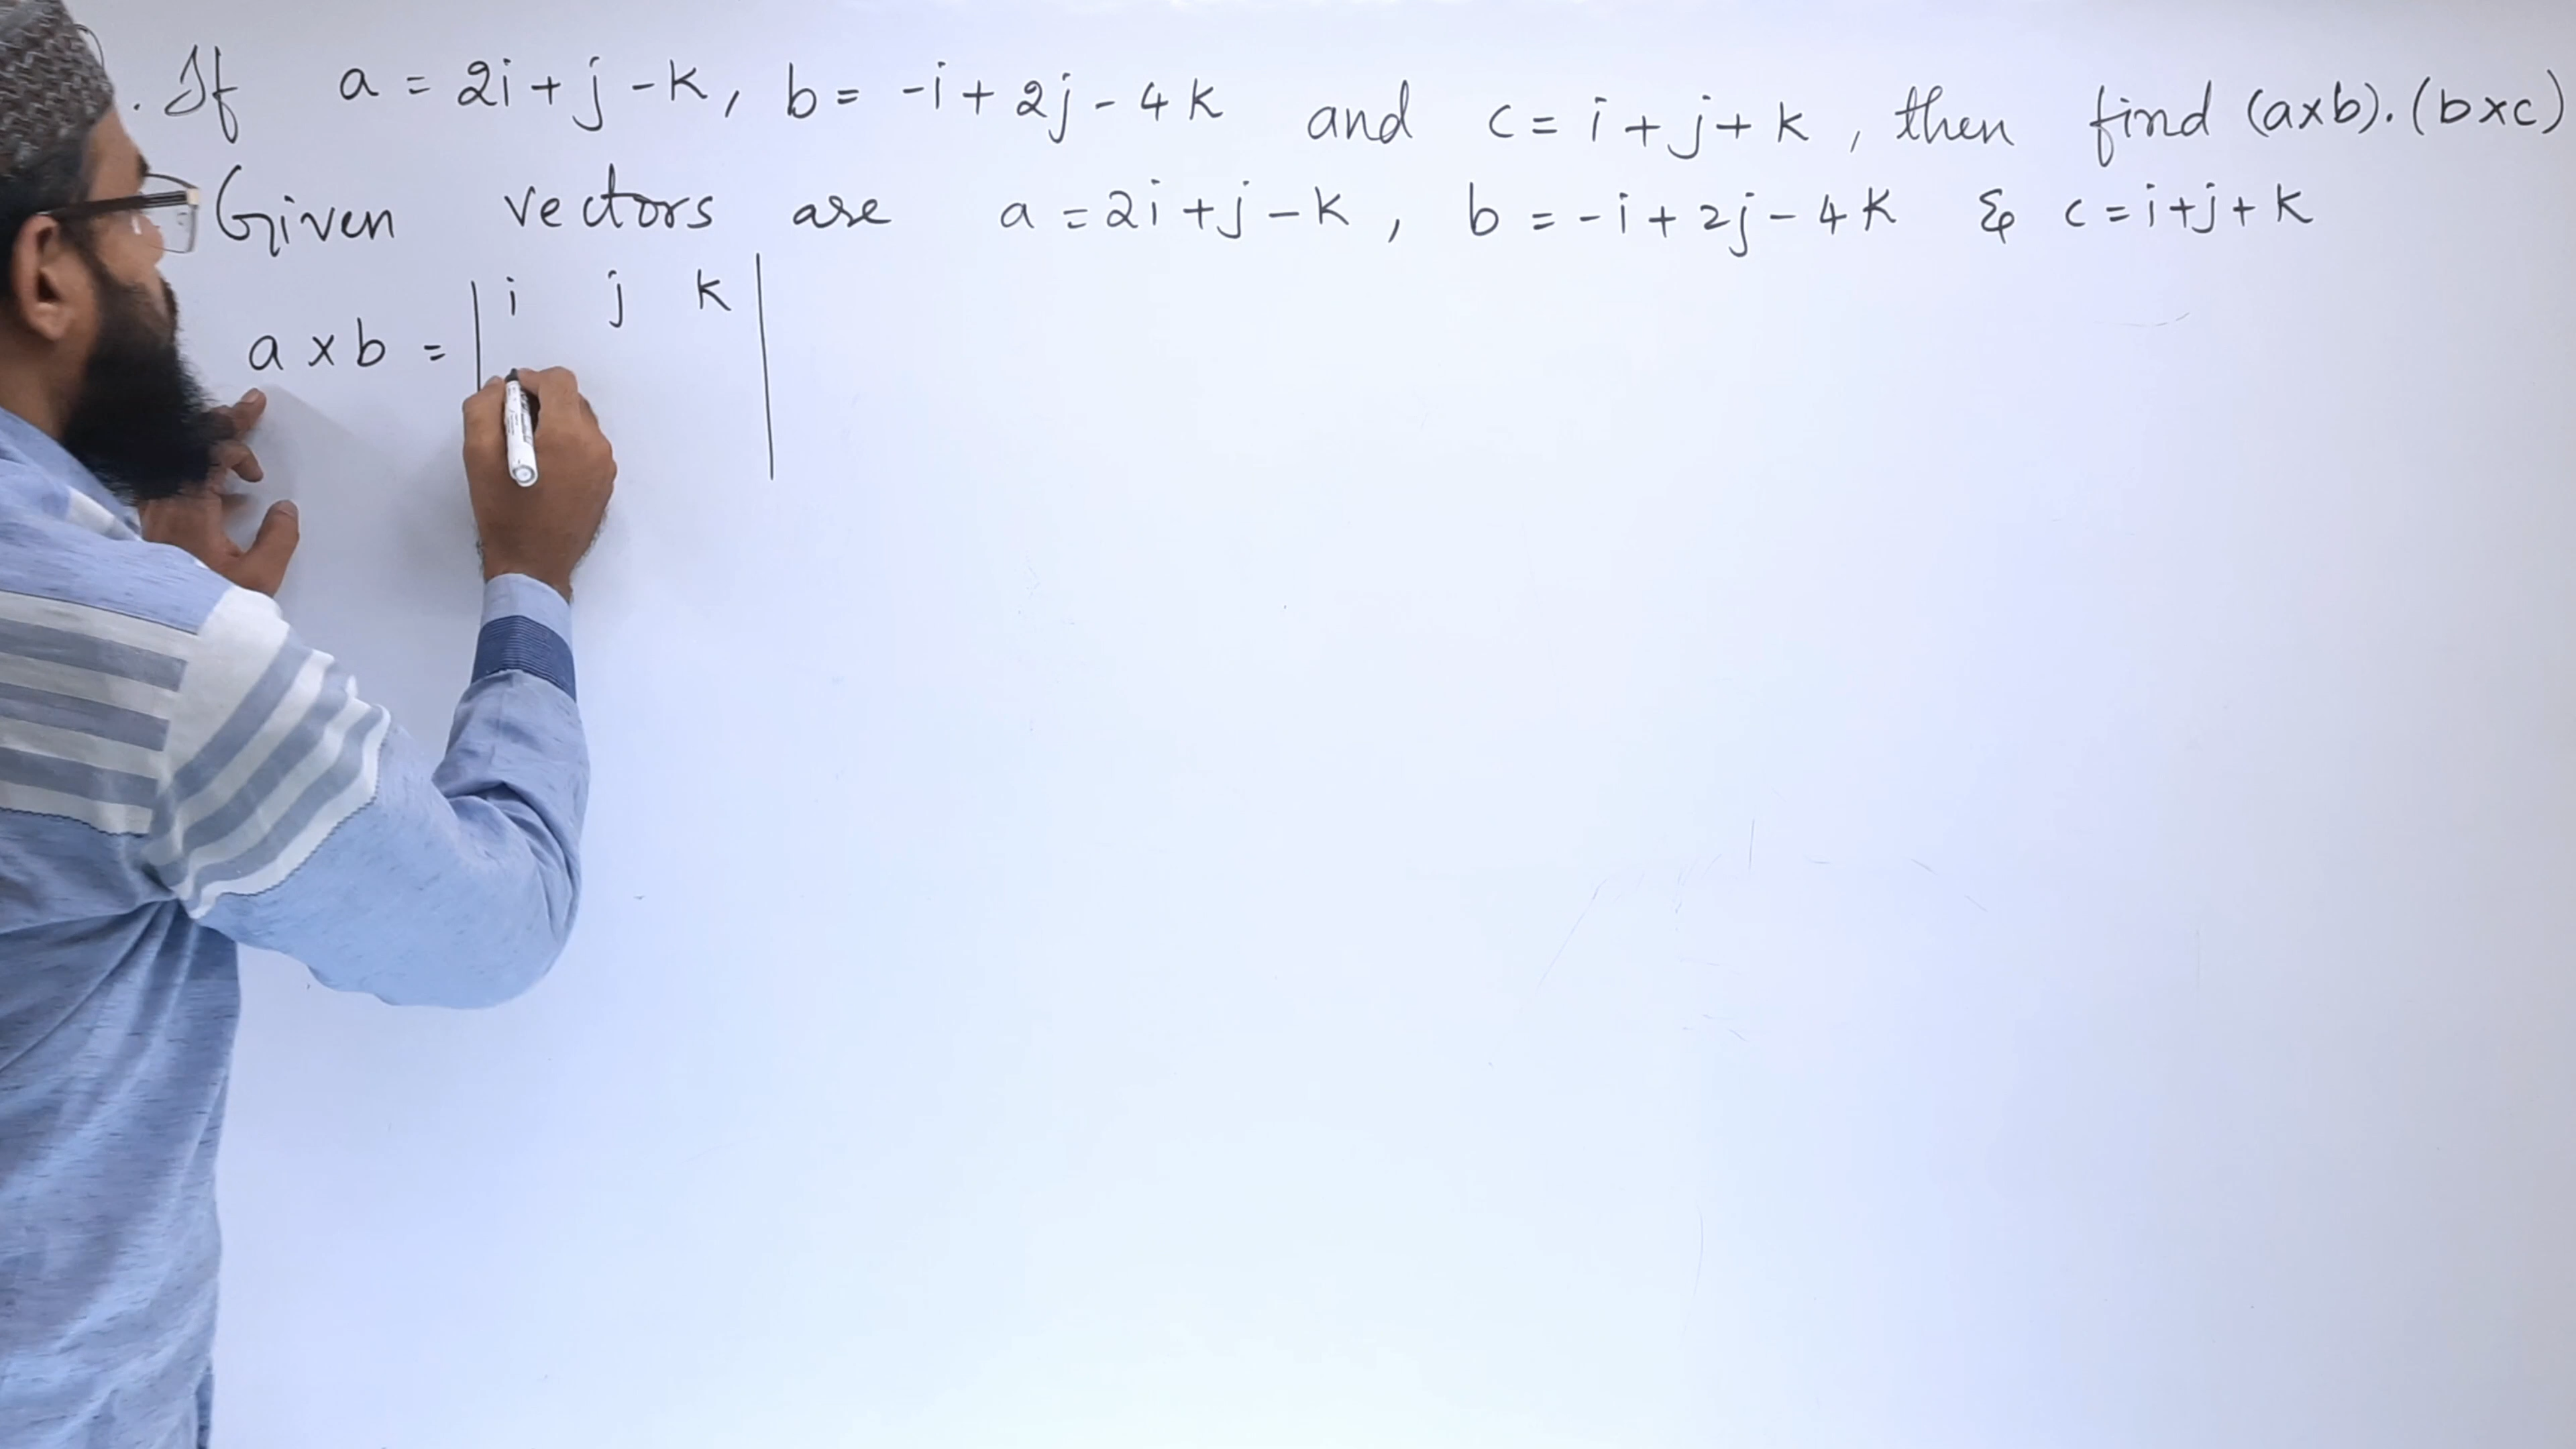 . If a = 2i + j - k, b = -i + 2j - 4k and c = i + j + k, then find (a×b).(b×c)
Given vectors are a = 2i + j - k, b = -i + 2j - 4k & c = i + j + k
i j k
a × b =